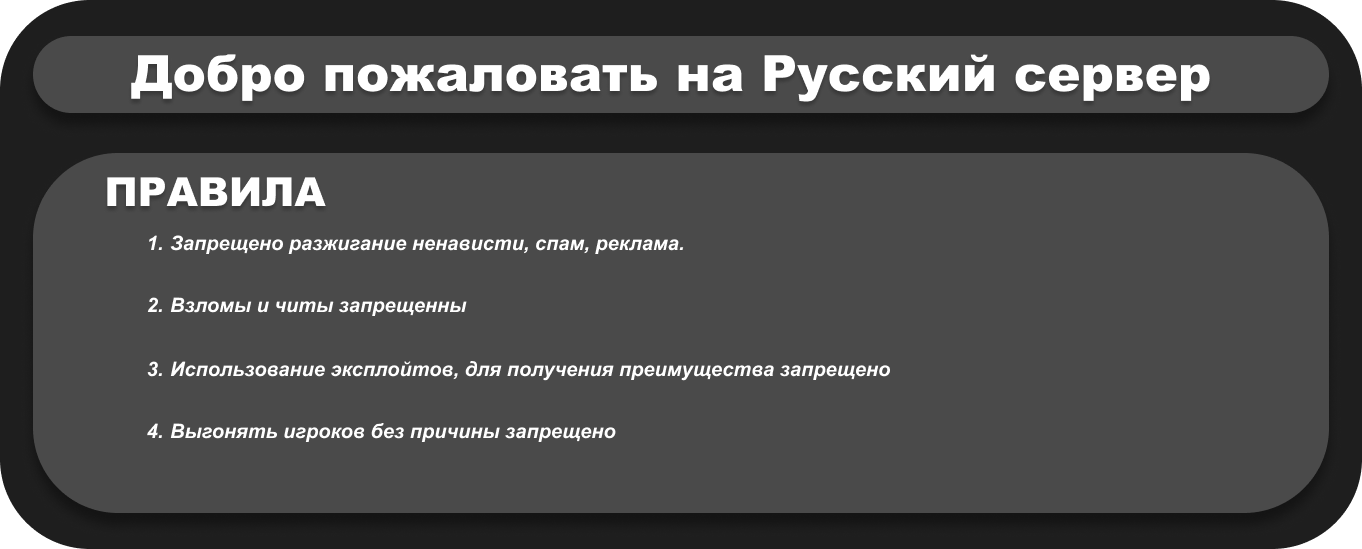 Добро пожаловать на Русский сервер
ПРАВИЛА
1. Запрещено разжигание ненависти, спам, реклама.
2. Взломы и читы запрещенны
3. Использование эксплойтов, для получения преимущества запрещено
4. Выгонять игроков без причины запрещено